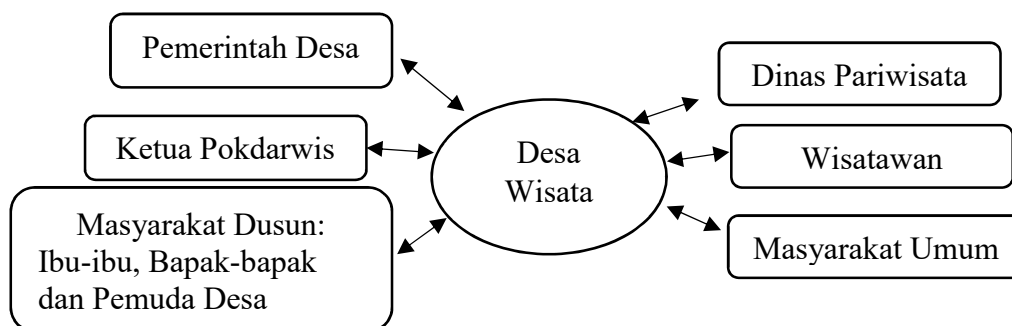 Pemerintah Desa
Ketua Pokdarwis
Masyarakat Dusun:
Ibu-ibu, Bapak-bapak
dan Pemuda Desa
Desa
Wisata
Dinas Pariwisata
Wisatawan
Masyarakat Umum